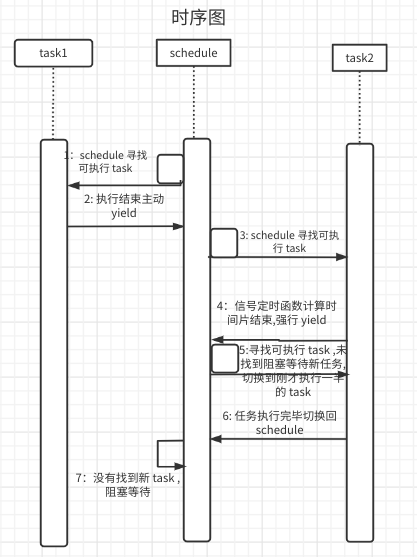 时序图
task1
schedule
task2
1：schedule 寻找
可执行 task
2: 执行结束主动
yield
3: schedule 寻找可执
行 task
4：信号定时函数计算时
间片结束,强行 yield
5:寻找可执行 task ,未
找到阻塞等待新任务,
切换到刚才执行一半
的 task
6: 任务执行完毕切换回
schedule
7：没有找到新 task ,
阻塞等待